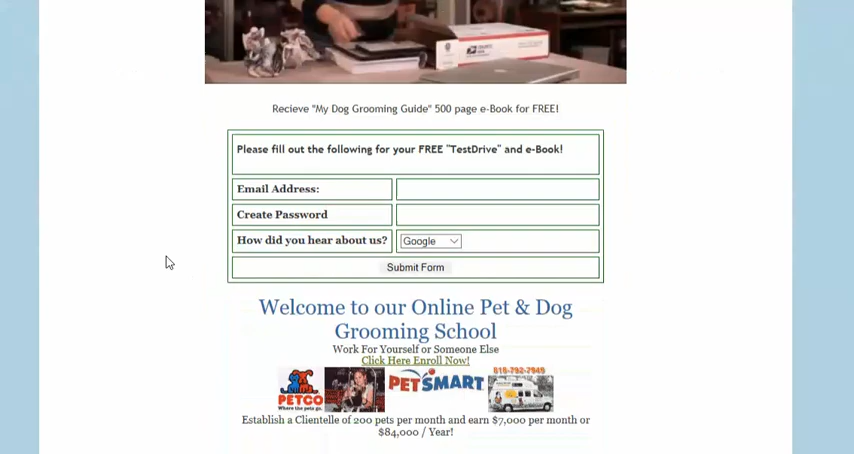 Recieve "My Dog Grooming Guide" 500 page e-Book for FREE!
Please fill out the following for your FREE "TestDrive" and e-Book!
Email Address:
Create Password
How did you hear about us? Google
Submit Form
Welcome to our Online Pet & Dog
Grooming School
Work For Yourself or Someone Else
Click Here Enroll Now!
PETCO
Where the pets go.
PETSMART
818-792-7948
Establish a Clientelle of 200 pets per month and earn $7,000 per month or
$84,000 / Year!